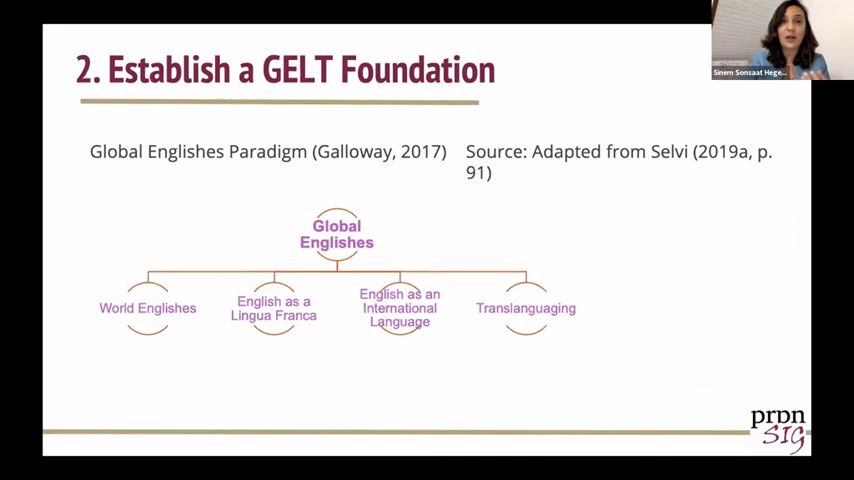 Sinem Sonsaat Hege...
2. Establish a GELT Foundation
Global Englishes Paradigm (Galloway, 2017)
Source: Adapted from Selvi (2019a, p.
91)
Global
Englishes
World Englishes
English as a
Lingua Franca
English as an
International
Language
Translanguaging
pron
SIG